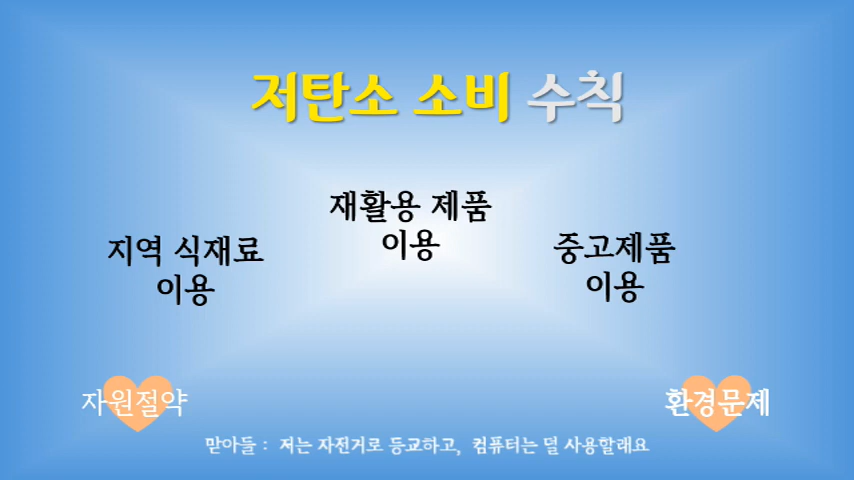 저탄소 소비 수칙
재활용 제품
이용
지역 식재료
이용
중고제품
이용
자원절약
환경문제
맏아들 : 저는 자전거로 등교하고, 컴퓨터는 덜 사용할래요